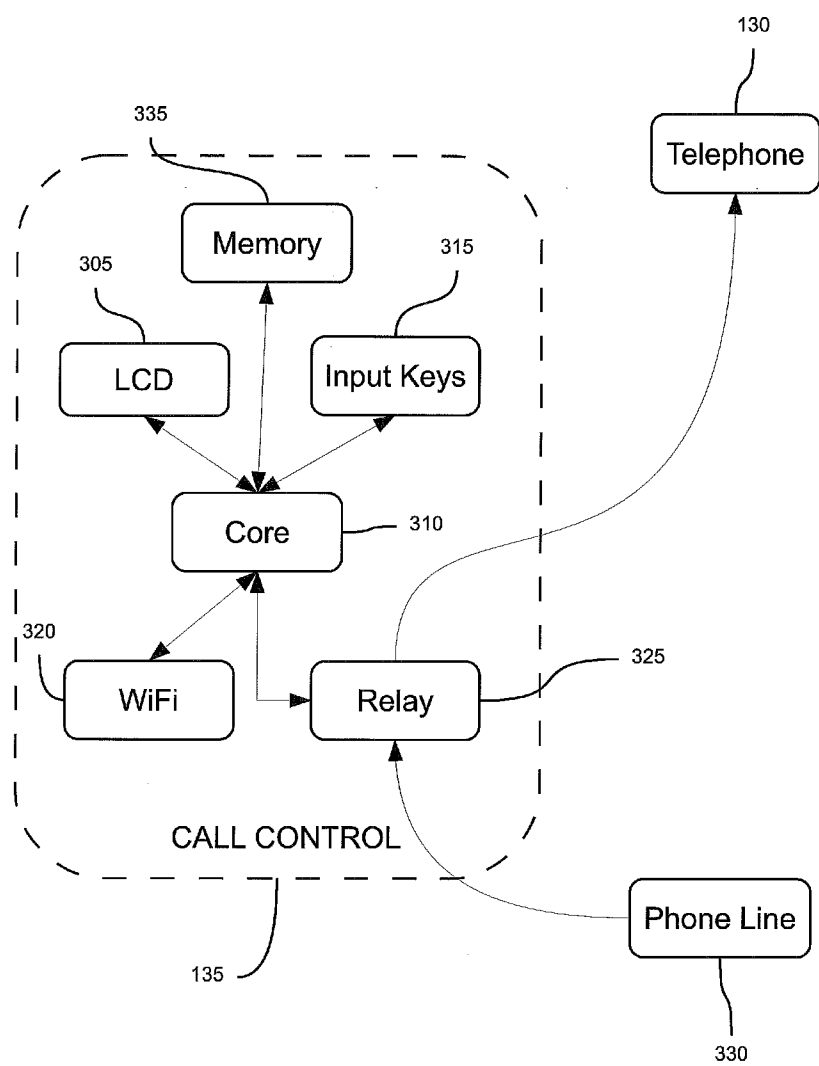 130
Telephone
335
Memory
305
LCD
315
Input Keys
Core
310
320
WiFi
Relay
325
CALL CONTROL
135
Phone Line
330